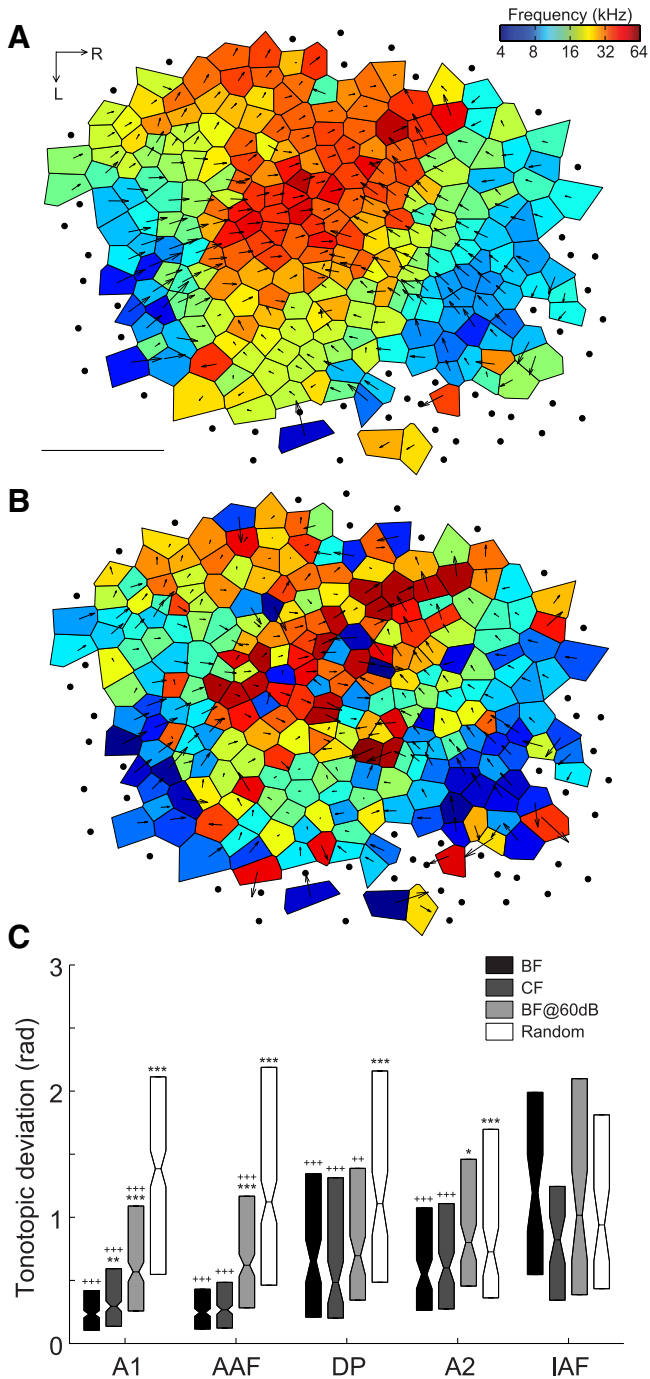 A
Frequency (kHz)
4 8 16 32 64
R
L
B
C
Tonotopic deviation (rad)
3
2
1
0
BF
CF
BF@60dB
Random
+++
+++
**
+++
***
***
+++
+++
+++
***
***
+++
+++
++
***
+++
+++
*
***
A1 AAF DP A2 IAF